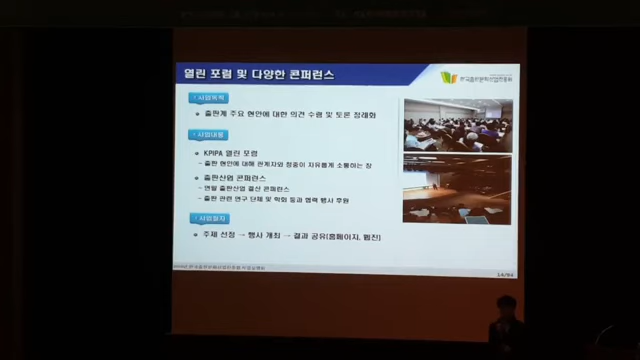 열린 포럼 및 다양한 콘퍼런스
한국출판문화산업진흥원
사업목적
출판계 주요 현안에 대한 의견 수렴 및 토론 정례화
사업내용
KPIPA 열린 포럼
- 출판 현안에 대해 관계자와 청중이 자유롭게 소통하는 장
출판산업 콘퍼런스
- 연말 출판산업 결산 콘퍼런스
- 출판 관련 연구 단체 및 학회 등과 협력 행사 후원
사업절차
주제 선정 → 행사 개최 → 결과 공유(홈페이지, 웹진)